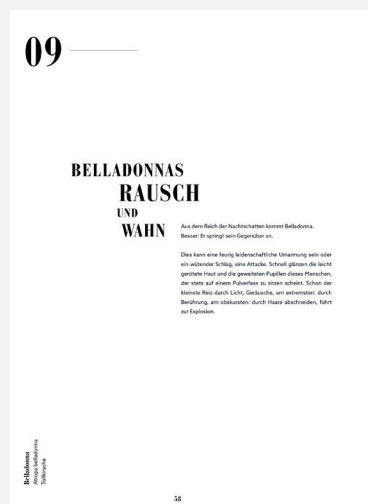 09
BELLADONNAS
RAUSCH
UND
WAHN
Aus dem Reich der Nachtschatten kommt Belladonna.
Besser: Er springt sein Gegenüber an.
Dies kann eine feurig leidenschaftliche Umarmung sein oder
ein wütender Schlag, eine Attacke. Schnell glänzen die leicht
gerötete Haut und die geweiteten Pupillen dieses Menschen,
der stets auf einem Pulverfass zu sitzen scheint. Schon der
kleinste Reiz durch Licht, Geräusche, am extremsten: durch
Berührung, am obskursten: durch Haare abschneiden, führt
zur Explosion.
Belladonna
Atropa belladonna
Tollkirsche
58